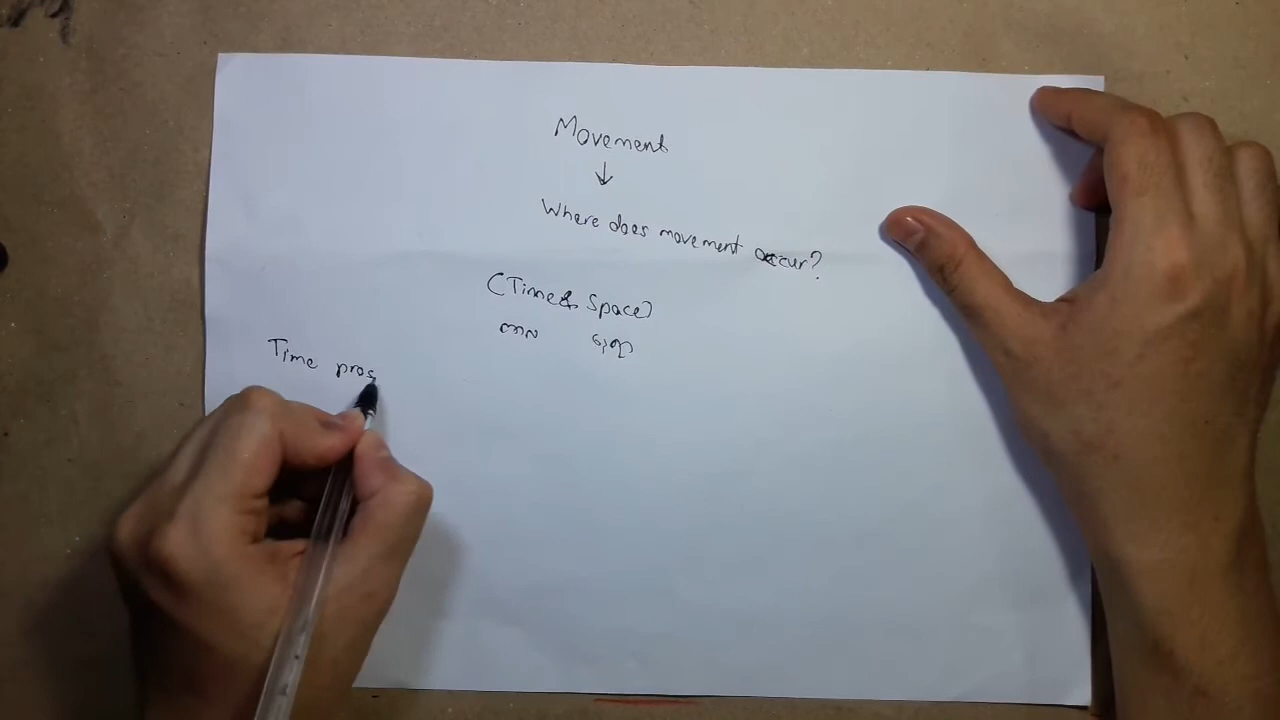 Movement
↓
Where does movement occur?
(Time & Space)
Time pros